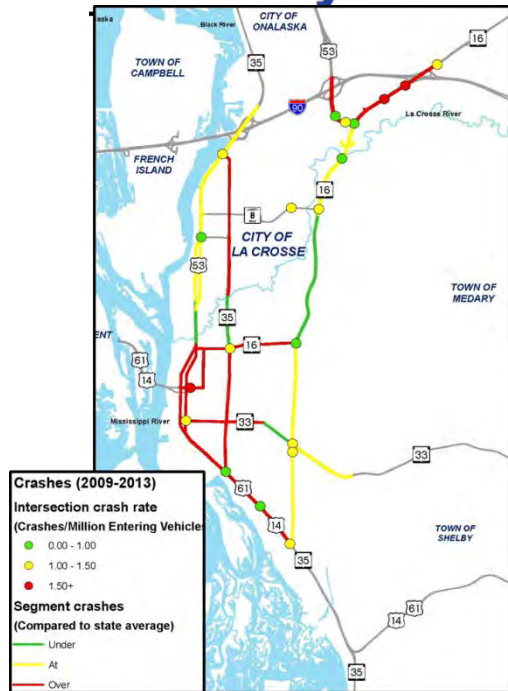 CITY OF
ONALASKA
Black River
35
53
16
TOWN OF
CAMPBELL
90
La Crosse River
FRENCH
ISLAND
16
B
CITY OF
LA CROSSE
53
TOWN OF
MEDARY
35
ENT
61
16
14
Mississippi River
33
33
61
14
TOWN OF
SHELBY
35
14
61
35
Crashes (2009-2013)
Intersection crash rate
(Crashes/Million Entering Vehicles
0.00 - 1.00
1.00 - 1.50
1.50+
Segment crashes
(Compared to state average)
Under
At
Over